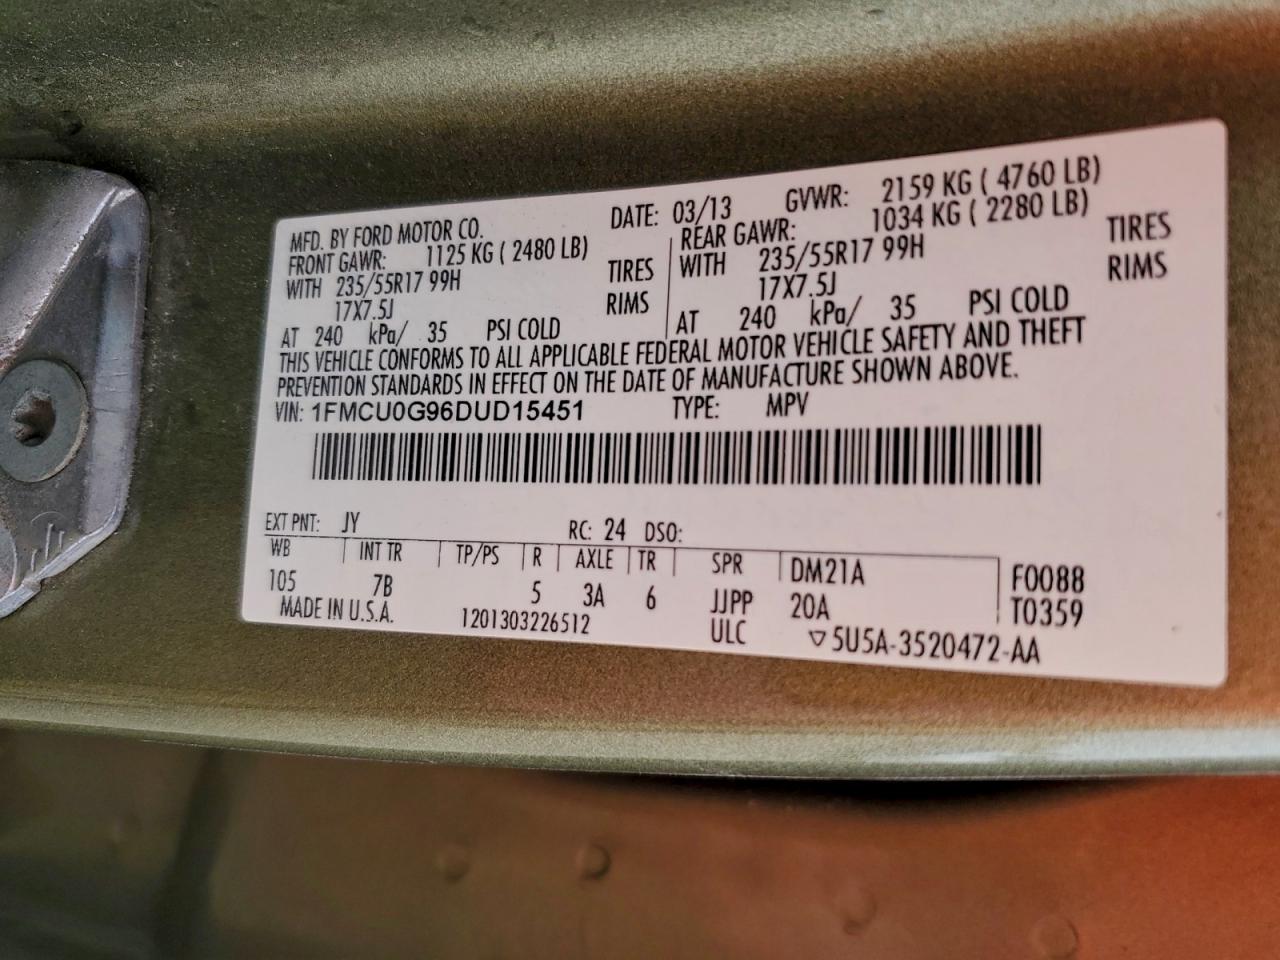 MFD. BY FORD MOTOR CO. DATE: 03/13 GVWR: 2159 KG ( 4760 LB)
FRONT GAWR: 1125 KG ( 2480 LB) REAR GAWR: 1034 KG ( 2280 LB)
WITH 235/55R17 99H TIRES WITH 235/55R17 99H TIRES
17X7.5J RIMS 17X7.5J RIMS
AT 240 kPa/ 35 PSI COLD AT 240 kPa/ 35 PSI COLD
THIS VEHICLE CONFORMS TO ALL APPLICABLE FEDERAL MOTOR VEHICLE SAFETY AND THEFT
PREVENTION STANDARDS IN EFFECT ON THE DATE OF MANUFACTURE SHOWN ABOVE.
VIN: 1FMCU0G96DUD15451 TYPE: MPV
EXT PNT: JY RC: 24 DSO:
WB INT TR TP/PS R AXLE TR SPR DM21A F0088
105 7B 5 3A 6 JJPP 20A T0359
MADE IN U.S.A. 1201303226512 ULC ▽5U5A-3520472-AA